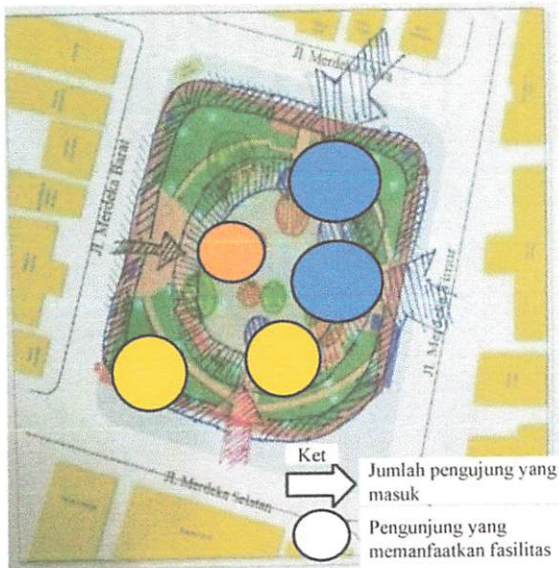 Jl. Merdeka
Jl. Merdeka Barat
Jl. Merdeka Timur
Jl. Merdeka Selatan
Ket
Jumlah pengujung yang
masuk
Pengunjung yang
memanfaatkan fasilitas